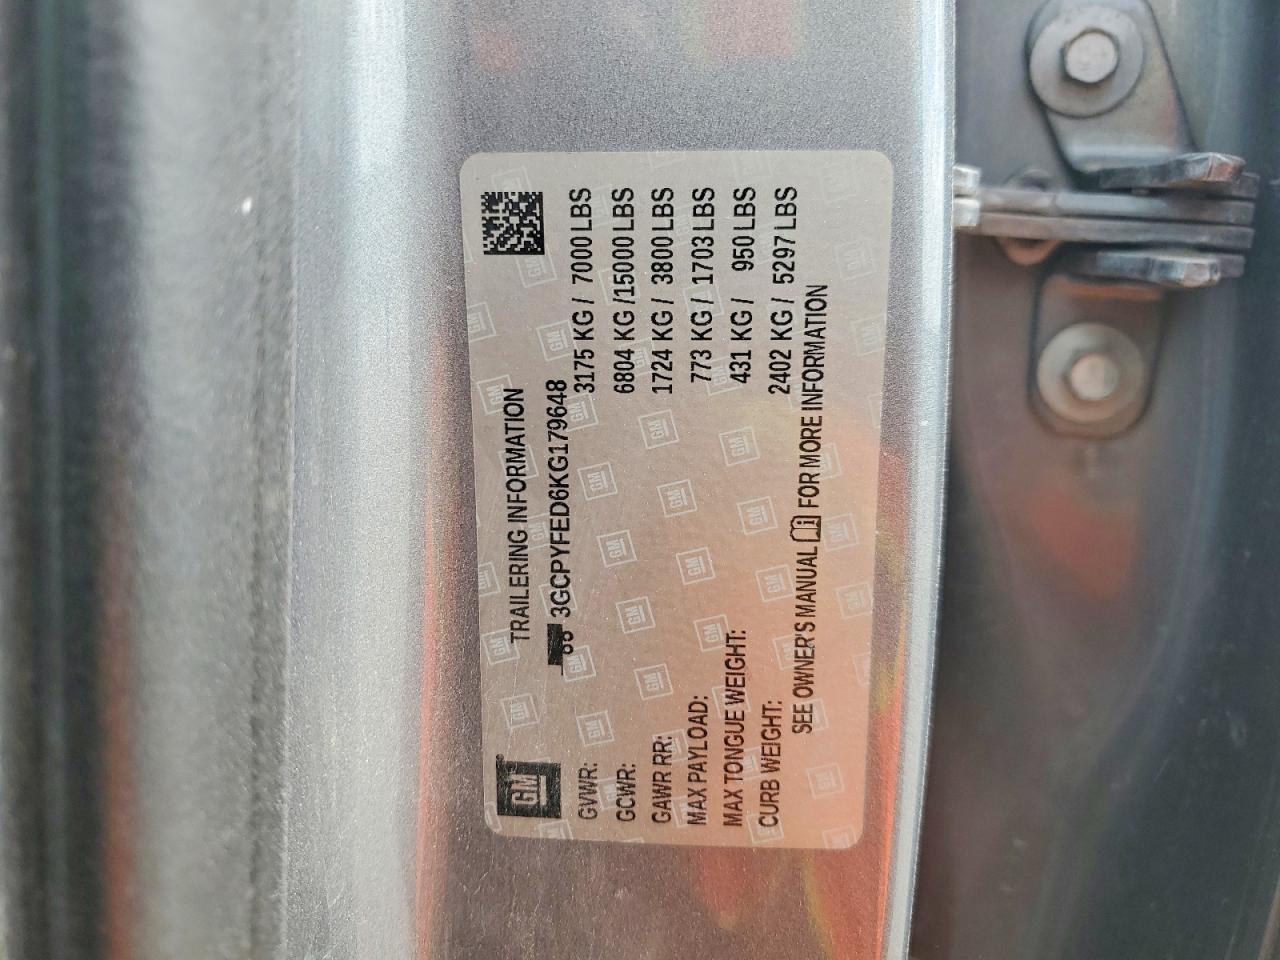 GM
TRAILERING INFORMATION
3GCPYFED6KG179648
GVWR: 3175 KG / 7000 LBS
GCWR: 6804 KG /15000 LBS
GAWR RR: 1724 KG / 3800 LBS
MAX PAYLOAD: 773 KG / 1703 LBS
MAX TONGUE WEIGHT: 431 KG / 950 LBS
CURB WEIGHT: 2402 KG / 5297 LBS
SEE OWNER'S MANUAL FOR MORE INFORMATION